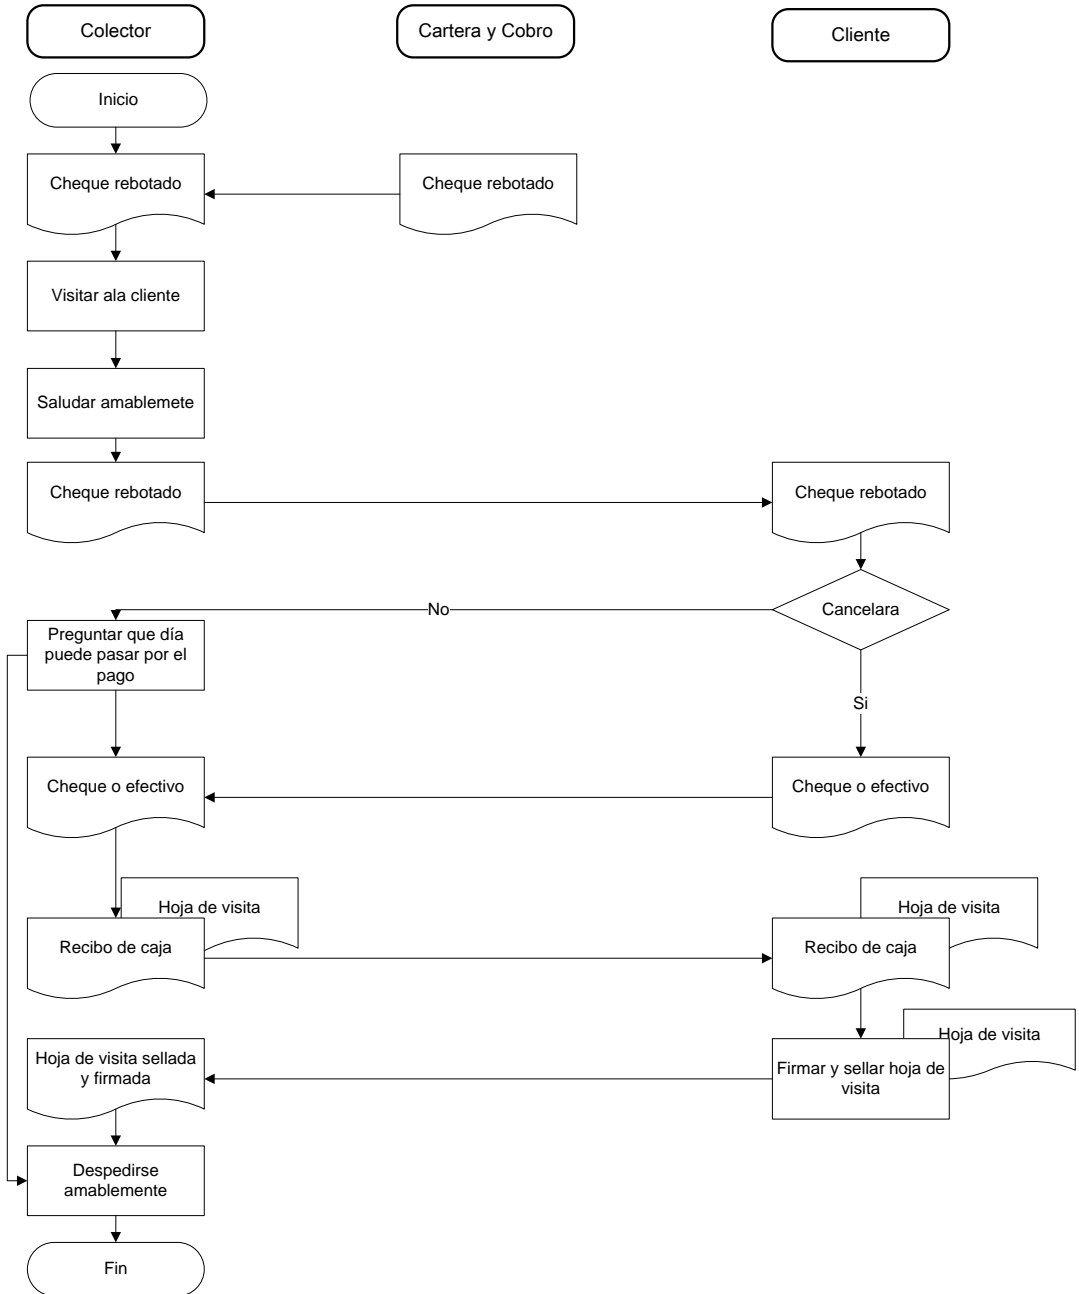 Colector
Cartera y Cobro
Cliente
Inicio
Cheque rebotado
Cheque rebotado
Visitar ala cliente
Saludar amablemete
Cheque rebotado
Cheque rebotado
Cancelara
No
Preguntar que día
puede pasar por el
pago
Si
Cheque o efectivo
Cheque o efectivo
Hoja de visita
Hoja de visita
Recibo de caja
Recibo de caja
Hoja de visita
Hoja de visita sellada
y firmada
Firmar y sellar hoja de
visita
Despedirse
amablemente
Fin